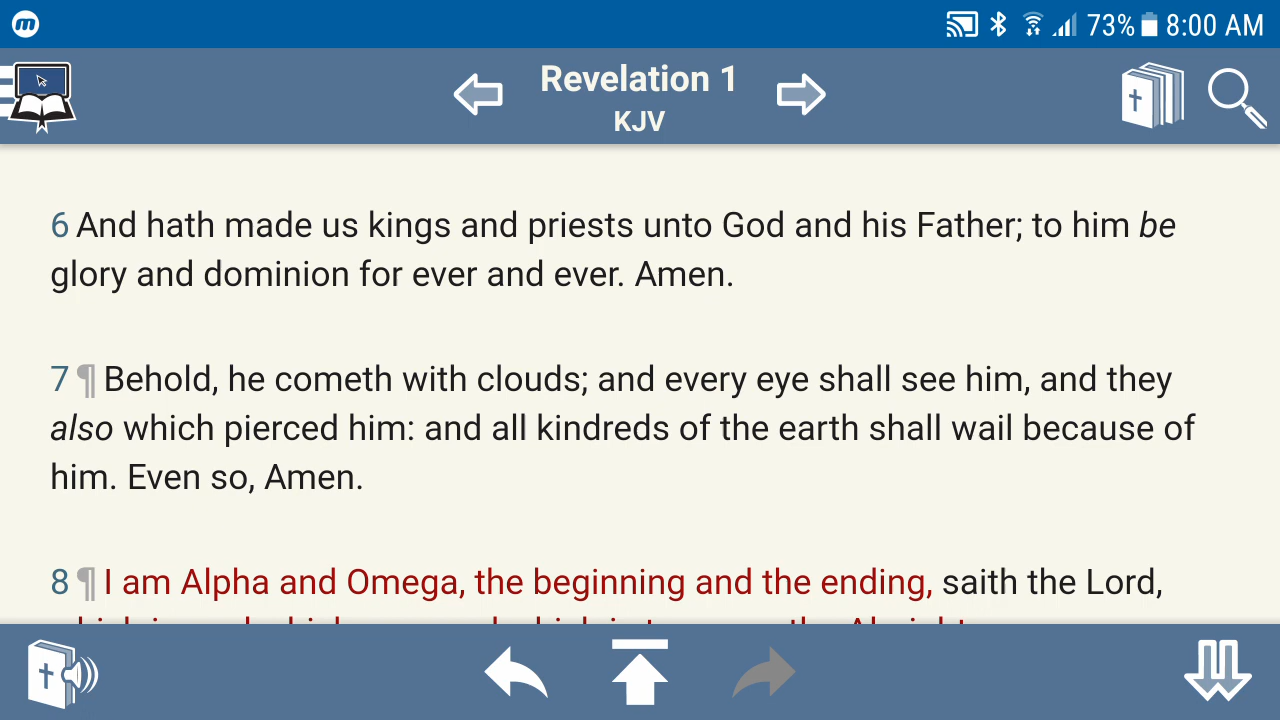 73% 8:00 AM
Revelation 1
KJV
6 And hath made us kings and priests unto God and his Father; to him be
glory and dominion for ever and ever. Amen.
7 ¶ Behold, he cometh with clouds; and every eye shall see him, and they
also which pierced him: and all kindreds of the earth shall wail because of
him. Even so, Amen.
8 ¶ I am Alpha and Omega, the beginning and the ending, saith the Lord,